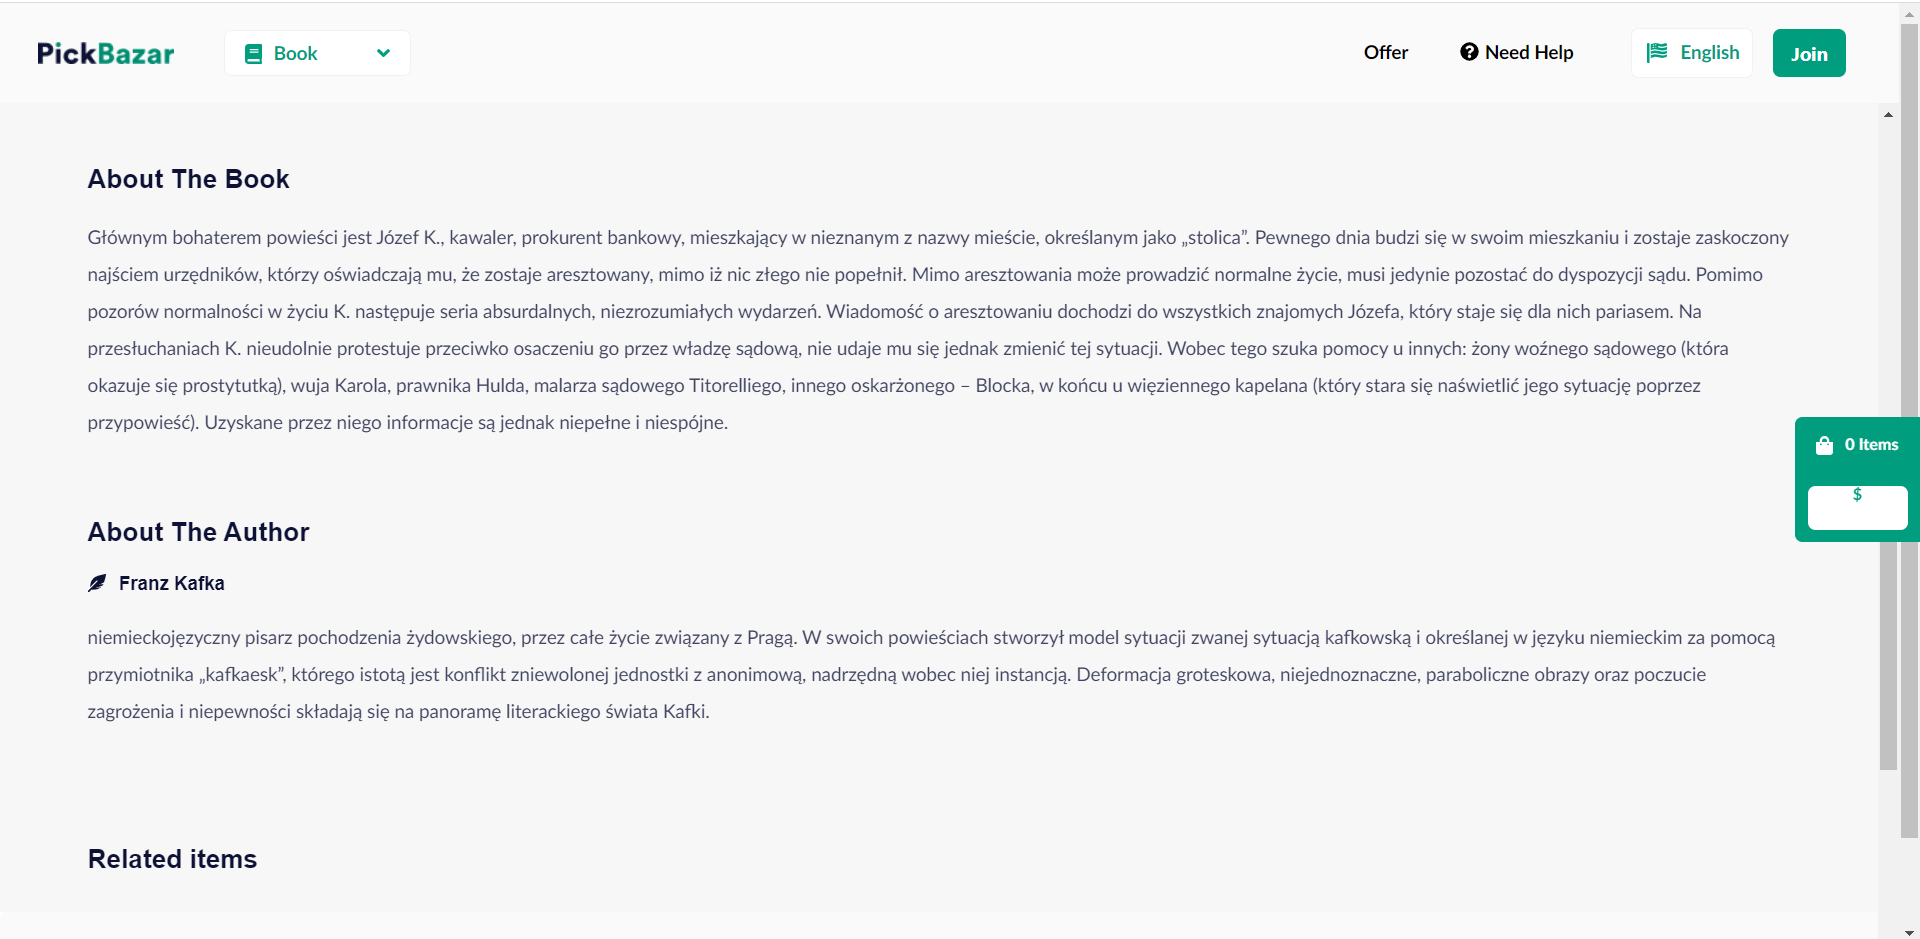 PickBazar
Book
Offer
Need Help
English
Join
About The Book
Głównym bohaterem powieści jest Józef K., kawaler, prokurent bankowy, mieszkający w nieznanym z nazwy mieście, określanym jako „stolica”. Pewnego dnia budzi się w swoim mieszkaniu i zostaje zaskoczony
najściem urzędników, którzy oświadczają mu, że zostaje aresztowany, mimo iż nic złego nie popełnił. Mimo aresztowania może prowadzić normalne życie, musi jedynie pozostać do dyspozycji sądu. Pomimo
pozorów normalności w życiu K. następuje seria absurdalnych, niezrozumiałych wydarzeń. Wiadomość o aresztowaniu dochodzi do wszystkich znajomych Józefa, który staje się dla nich pariasem. Na
przesłuchaniach K. nieudolnie protestuje przeciwko osaczeniu go przez władzę sądową, nie udaje mu się jednak zmienić tej sytuacji. Wobec tego szuka pomocy u innych: żony woźnego sądowego (która
okazuje się prostytutką), wuja Karola, prawnika Hulda, malarza sądowego Titorelliego, innego oskarżonego – Blocka, w końcu u więziennego kapelana (który stara się naświetlić jego sytuację poprzez
przypowieść). Uzyskane przez niego informacje są jednak niepełne i niespójne.
0 Items
$
About The Author
Franz Kafka
niemieckojęzyczny pisarz pochodzenia żydowskiego, przez całe życie związany z Pragą. W swoich powieściach stworzył model sytuacji zwanej sytuacją kafkowską i określanej w języku niemieckim za pomocą
przymiotnika „kafkaesk”, którego istotą jest konflikt zniewolonej jednostki z anonimową, nadrzędną wobec niej instancją. Deformacja groteskowa, niejednoznaczne, paraboliczne obrazy oraz poczucie
zagrożenia i niepewności składają się na panoramę literackiego świata Kafki.
Related items